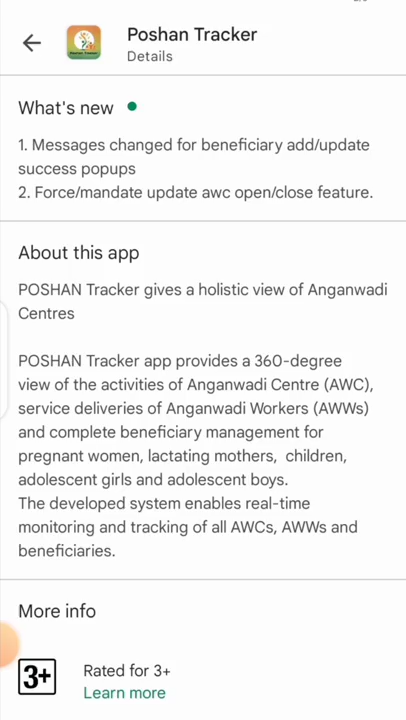 Poshan Tracker
Details
What's new
1. Messages changed for beneficiary add/update
success popups
2. Force/mandate update awc open/close feature.
About this app
POSHAN Tracker gives a holistic view of Anganwadi
Centres
POSHAN Tracker app provides a 360-degree
view of the activities of Anganwadi Centre (AWC),
service deliveries of Anganwadi Workers (AWWs)
and complete beneficiary management for
pregnant women, lactating mothers, children,
adolescent girls and adolescent boys.
The developed system enables real-time
monitoring and tracking of all AWCs, AWWs and
beneficiaries.
More info
3+
Rated for 3+
Learn more